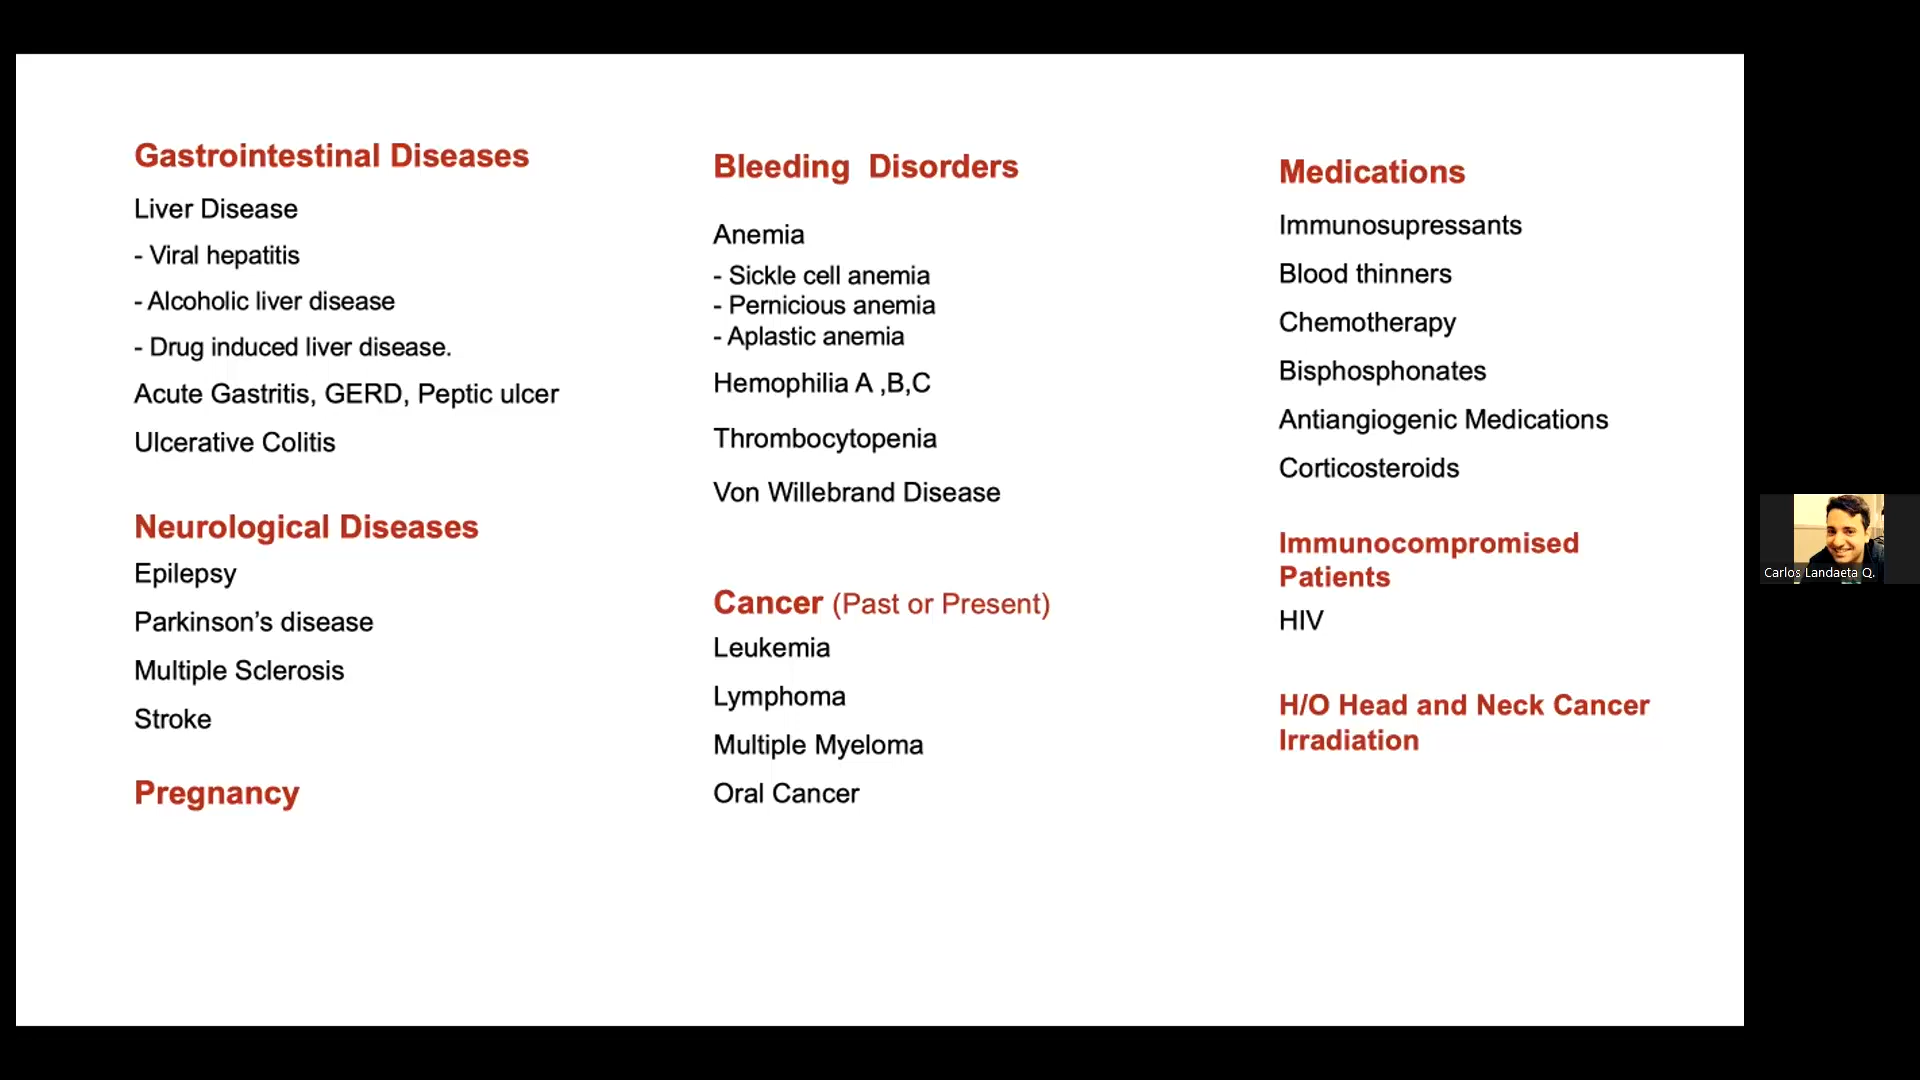 Gastrointestinal Diseases
Liver Disease
- Viral hepatitis
- Alcoholic liver disease
- Drug induced liver disease.
Acute Gastritis, GERD, Peptic ulcer
Ulcerative Colitis
Neurological Diseases
Epilepsy
Parkinson’s disease
Multiple Sclerosis
Stroke
Pregnancy
Bleeding Disorders
Anemia
- Sickle cell anemia
- Pernicious anemia
- Aplastic anemia
Hemophilia A ,B,C
Thrombocytopenia
Von Willebrand Disease
Cancer (Past or Present)
Leukemia
Lymphoma
Multiple Myeloma
Oral Cancer
Medications
Immunosupressants
Blood thinners
Chemotherapy
Bisphosphonates
Antiangiogenic Medications
Corticosteroids
Immunocompromised
Patients
HIV
H/O Head and Neck Cancer
Irradiation
Carlos Landaeta Q.